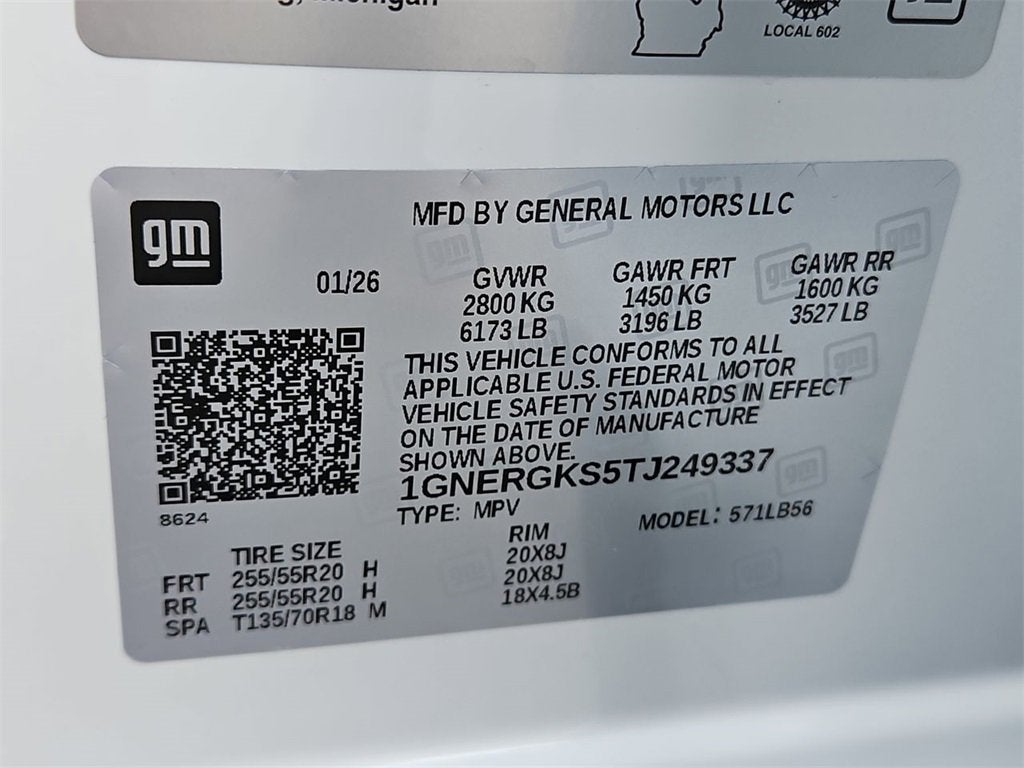 Michigan
LOCAL 602
gm
MFD BY GENERAL MOTORS LLC
01/26
GVWR
2800 KG
6173 LB
GAWR FRT
1450 KG
3196 LB
GAWR RR
1600 KG
3527 LB
THIS VEHICLE CONFORMS TO ALL
APPLICABLE U.S. FEDERAL MOTOR
VEHICLE SAFETY STANDARDS IN EFFECT
ON THE DATE OF MANUFACTURE
SHOWN ABOVE.
1GNERGKS5TJ249337
TYPE: MPV
MODEL: 571LB56
8624
TIRE SIZE RIM
FRT 255/55R20 H 20X8J
RR 255/55R20 H 20X8J
SPA T135/70R18 M 18X4.5B